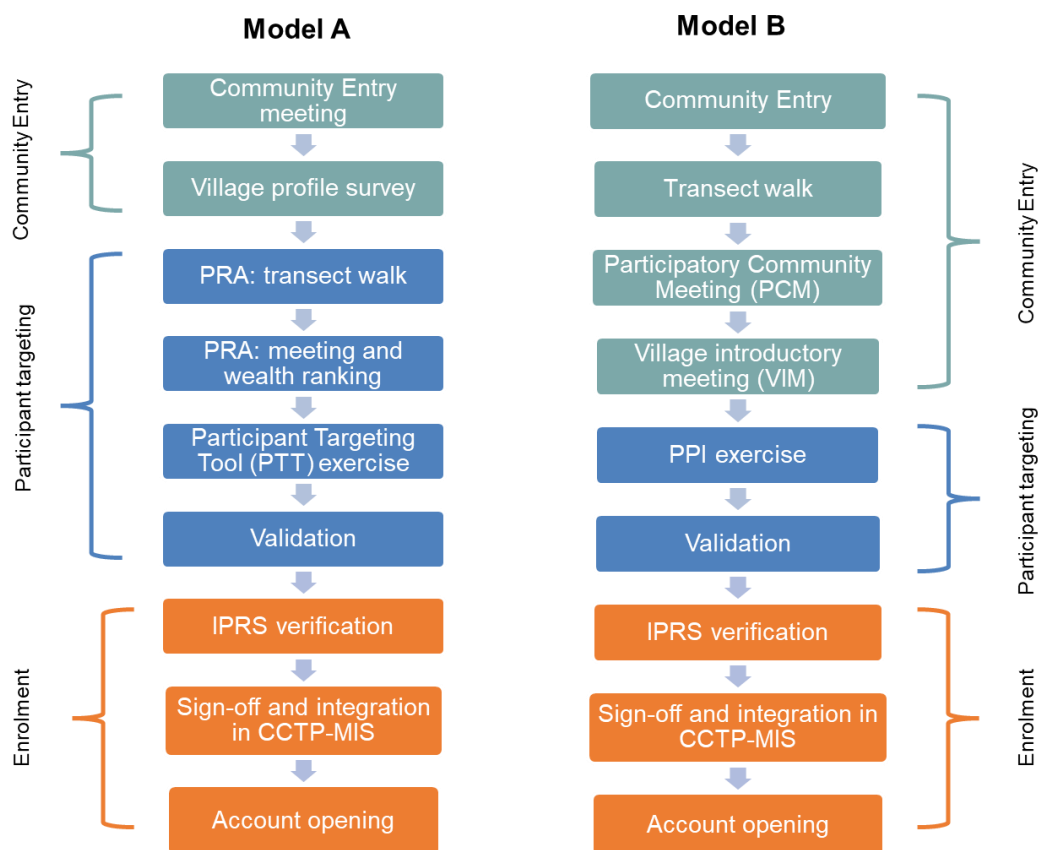 Model A
Community Entry
Community Entry
meeting
Village profile survey
Participant targeting
PRA: transect walk
PRA: meeting and
wealth ranking
Participant Targeting
Tool (PTT) exercise
Validation
Enrolment
IPRS verification
Sign-off and integration
in CCTP-MIS
Account opening
Model B
Community Entry
Community Entry
Transect walk
Participatory Community
Meeting (PCM)
Village introductory
meeting (VIM)
Participant targeting
PPI exercise
Validation
Enrolment
IPRS verification
Sign-off and integration in
CCTP-MIS
Account opening